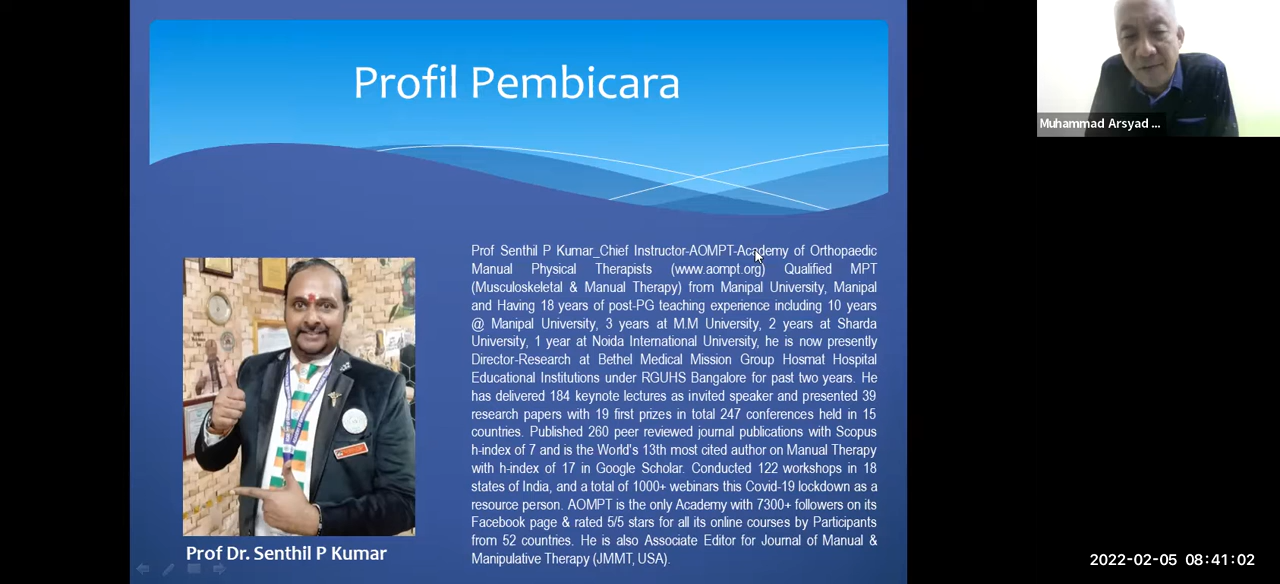 Profil Pembicara
Muhammad Arsyad ...
Prof Senthil P Kumar_Chief Instructor-AOMPT-Academy of Orthopaedic
Manual Physical Therapists (www.aompt.org) Qualified MPT
(Musculoskeletal & Manual Therapy) from Manipal University, Manipal
and Having 18 years of post-PG teaching experience including 10 years
@ Manipal University, 3 years at M.M University, 2 years at Sharda
University, 1 year at Noida International University, he is now presently
Director-Research at Bethel Medical Mission Group Hosmat Hospital
Educational Institutions under RGUHS Bangalore for past two years. He
has delivered 184 keynote lectures as invited speaker and presented 39
research papers with 19 first prizes in total 247 conferences held in 15
countries. Published 260 peer reviewed journal publications with Scopus
h-index of 7 and is the World's 13th most cited author on Manual Therapy
with h-index of 17 in Google Scholar. Conducted 122 workshops in 18
states of India, and a total of 1000+ webinars this Covid-19 lockdown as a
resource person. AOMPT is the only Academy with 7300+ followers on its
Facebook page & rated 5/5 stars for all its online courses by Participants
from 52 countries. He is also Associate Editor for Journal of Manual &
Manipulative Therapy (JMMT, USA).
Prof Dr. Senthil P Kumar
2022-02-05 08:41:02